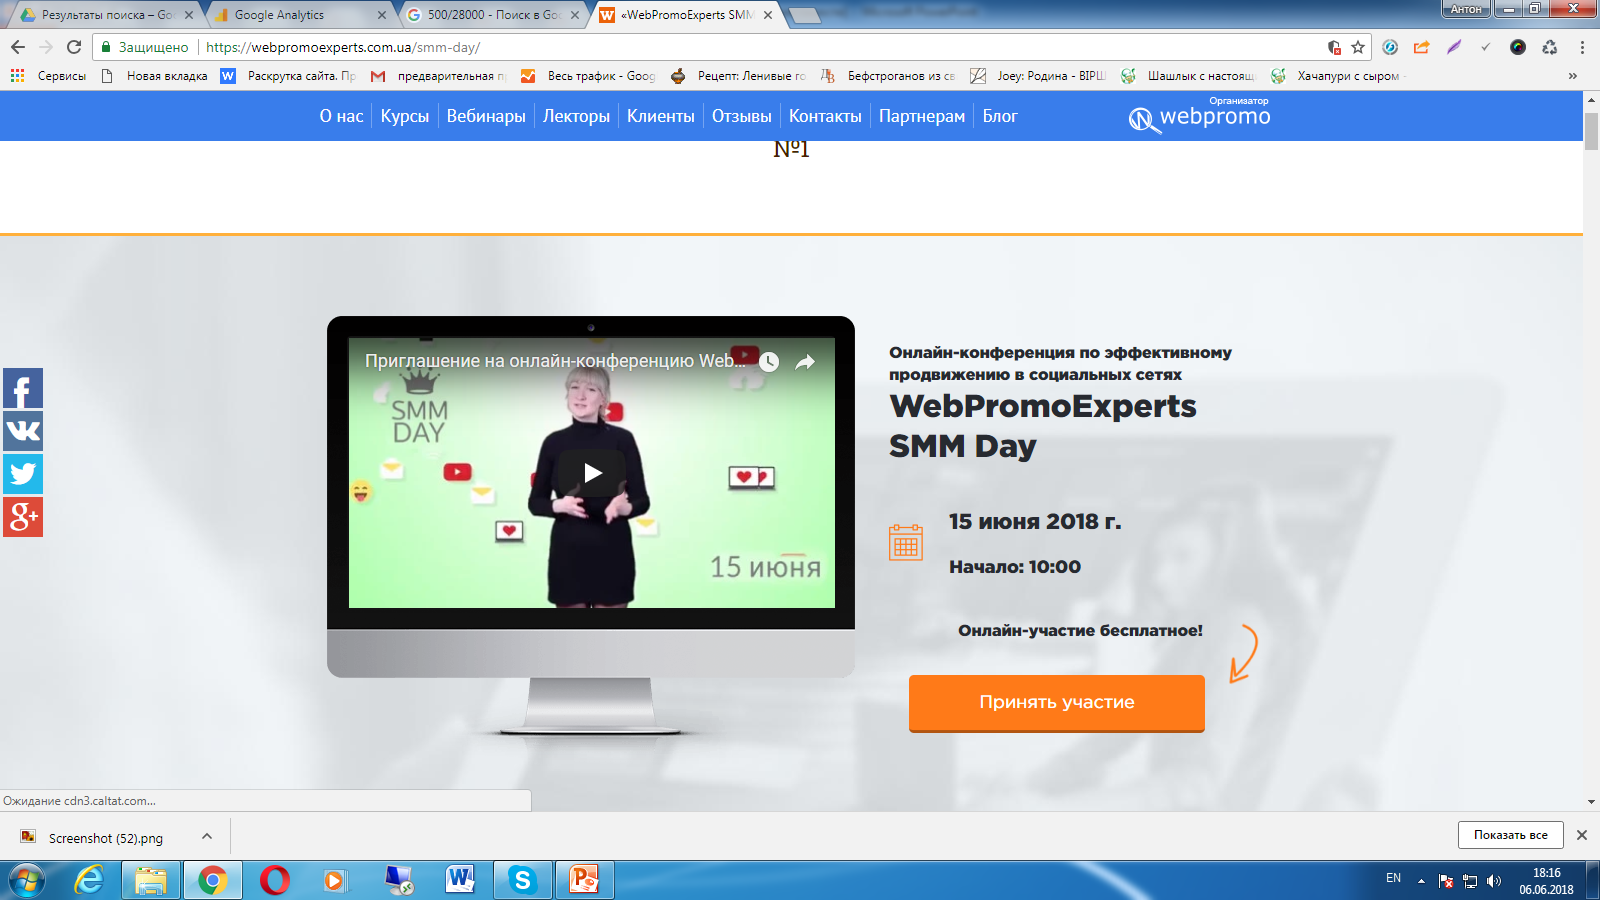 Результаты поиска – Goo
Google Analytics
500/28000 - Поиск в Goo
«WebPromoExperts SMM
Антон
Защищено
https://webpromoexperts.com.ua/smm-day/
Сервисы
Новая вкладка
Раскрутка сайта. Пр
предварительная п
Весь трафик - Goog
Рецепт: Ленивые го
Бефстроганов из св
Joey: Родина - ВІРШ
Шашлык с настоящ
Хачапури с сыром -
»
О нас
Курсы
Вебинары
Лекторы
Клиенты
Отзывы
Контакты
Партнерам
Блог
Организатор
webpromo
№1
Приглашение на онлайн-конференцию Web...
SMM
DAY
15 июня
Онлайн-конференция по эффективному
продвижению в социальных сетях
WebPromoExperts
SMM Day
15 июня 2018 г.
Начало: 10:00
Онлайн-участие бесплатное!
Принять участие
Ожидание cdn3.caltat.com...
Screenshot (52).png
Показать все
EN
18:16
06.06.2018